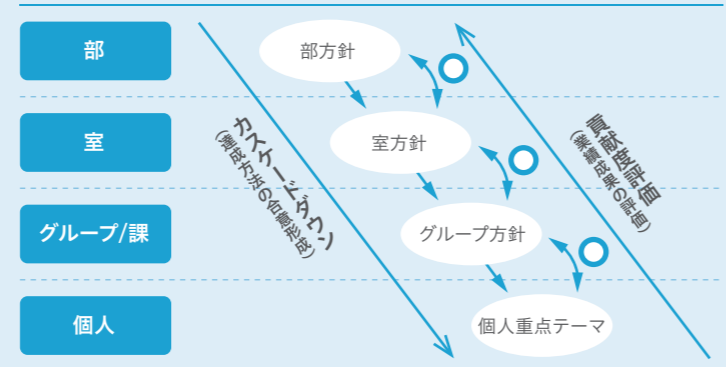 部
部方針
室
室方針
グループ/課
グループ方針
個人
個人重点テーマ
カスケードダウン
(達成方法の合意形成)
貢献度評価
(業績成果の評価)